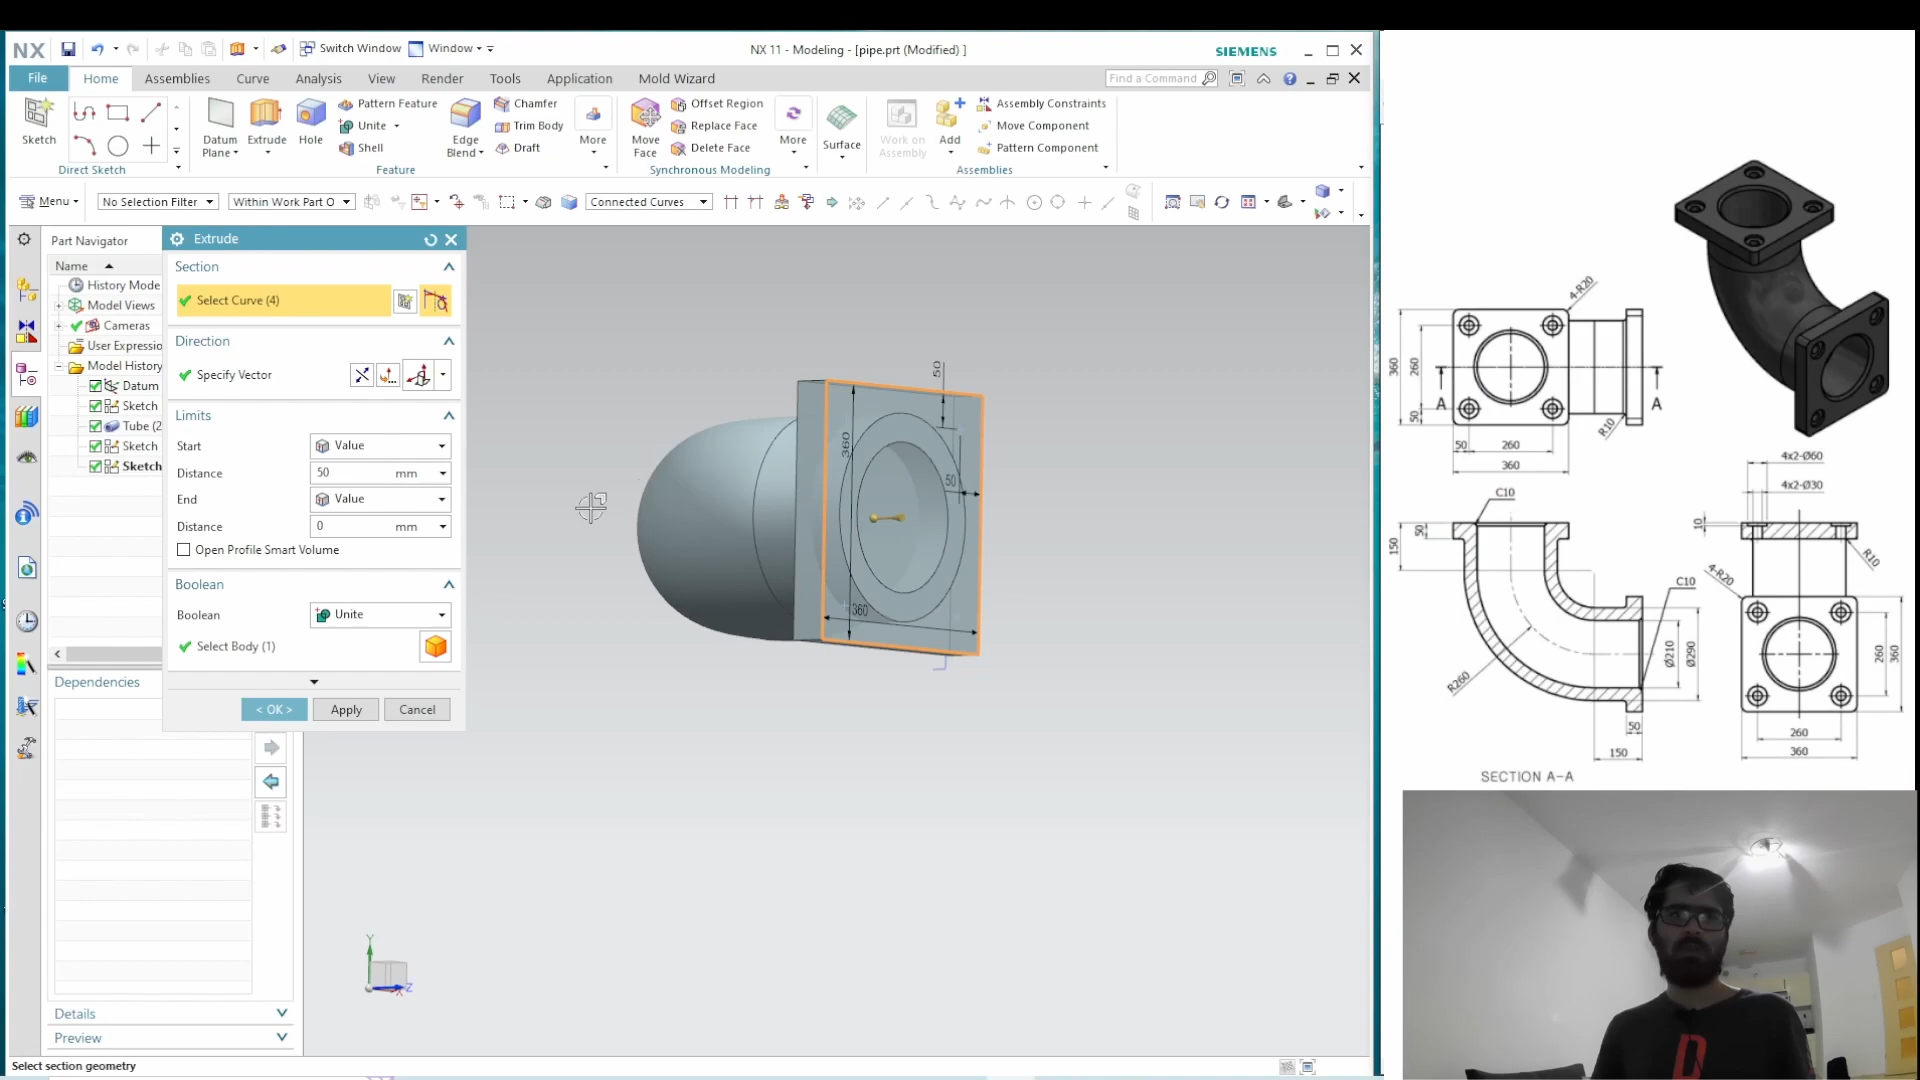 NX
Switch Window
Window
NX 11 - Modeling - [pipe.prt (Modified) ]
SIEMENS
File
Home
Assemblies
Curve
Analysis
View
Render
Tools
Application
Mold Wizard
Find a Command
Sketch
Datum Plane
Extrude
Hole
Pattern Feature
Unite
Shell
Edge Blend
Chamfer
Trim Body
Draft
More
Move Face
Offset Region
Replace Face
Delete Face
More
Surface
Work on Assembly
Add
Assembly Constraints
Move Component
Pattern Component
Direct Sketch
Feature
Synchronous Modeling
Assemblies
Menu
No Selection Filter
Within Work Part O
Connected Curves
Part Navigator
Name
History Mode
Model Views
Cameras
User Expressio
Model History
Datum
Sketch
Tube (2
Sketch
Sketch
Dependencies
Details
Preview
Extrude
Section
Select Curve (4)
Direction
Specify Vector
Limits
Start
Value
Distance
50
mm
End
Value
Distance
0
mm
Open Profile Smart Volume
Boolean
Boolean
Unite
Select Body (1)
< OK >
Apply
Cancel
50
360
50
360
Y
Z
X
Select section geometry
4-R20
360
260
50
A
A
50
260
360
R10
4x2-Ø60
4x2-Ø30
C10
150
50
10
R10
4-R20
C10
R260
Ø210
Ø290
260
360
50
150
260
360
SECTION A-A
D